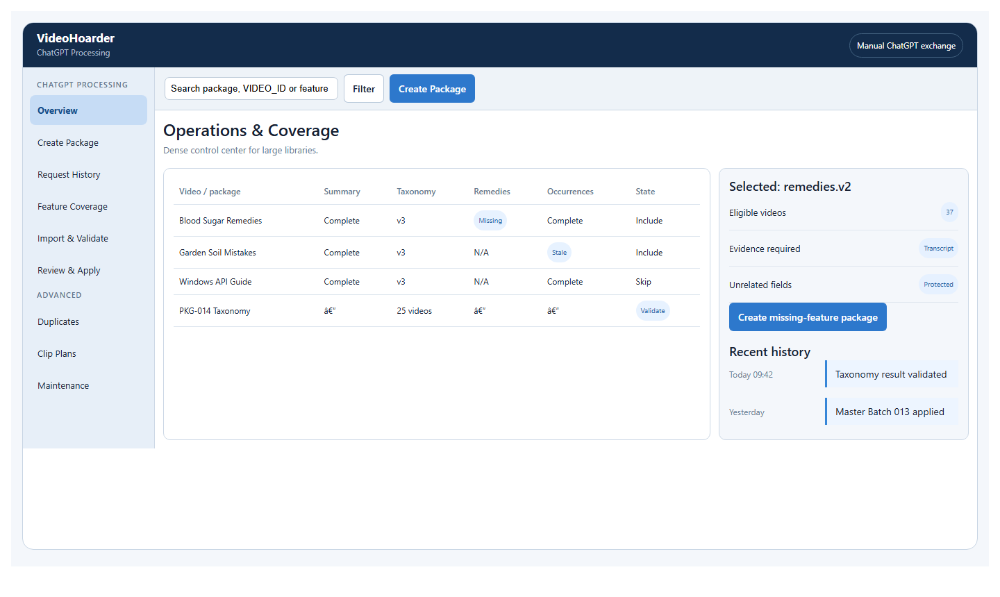 VideoHoarder
ChatGPT Processing
Manual ChatGPT exchange
CHATGPT PROCESSING
Overview
Create Package
Request History
Feature Coverage
Import & Validate
Review & Apply
ADVANCED
Duplicates
Clip Plans
Maintenance
Search package, VIDEO_ID or feature
Filter
Create Package
Operations & Coverage
Dense control center for large libraries.
Video / package Summary Taxonomy Remedies Occurrences State
Blood Sugar Remedies Complete v3 Missing Complete Include
Garden Soil Mistakes Complete v3 N/A Stale Include
Windows API Guide Complete v3 N/A Complete Skip
PKG-014 Taxonomy â€” 25 videos â€” â€” Validate
Selected: remedies.v2
Eligible videos 37
Evidence required Transcript
Unrelated fields Protected
Create missing-feature package
Recent history
Today 09:42 Taxonomy result validated
Yesterday Master Batch 013 applied